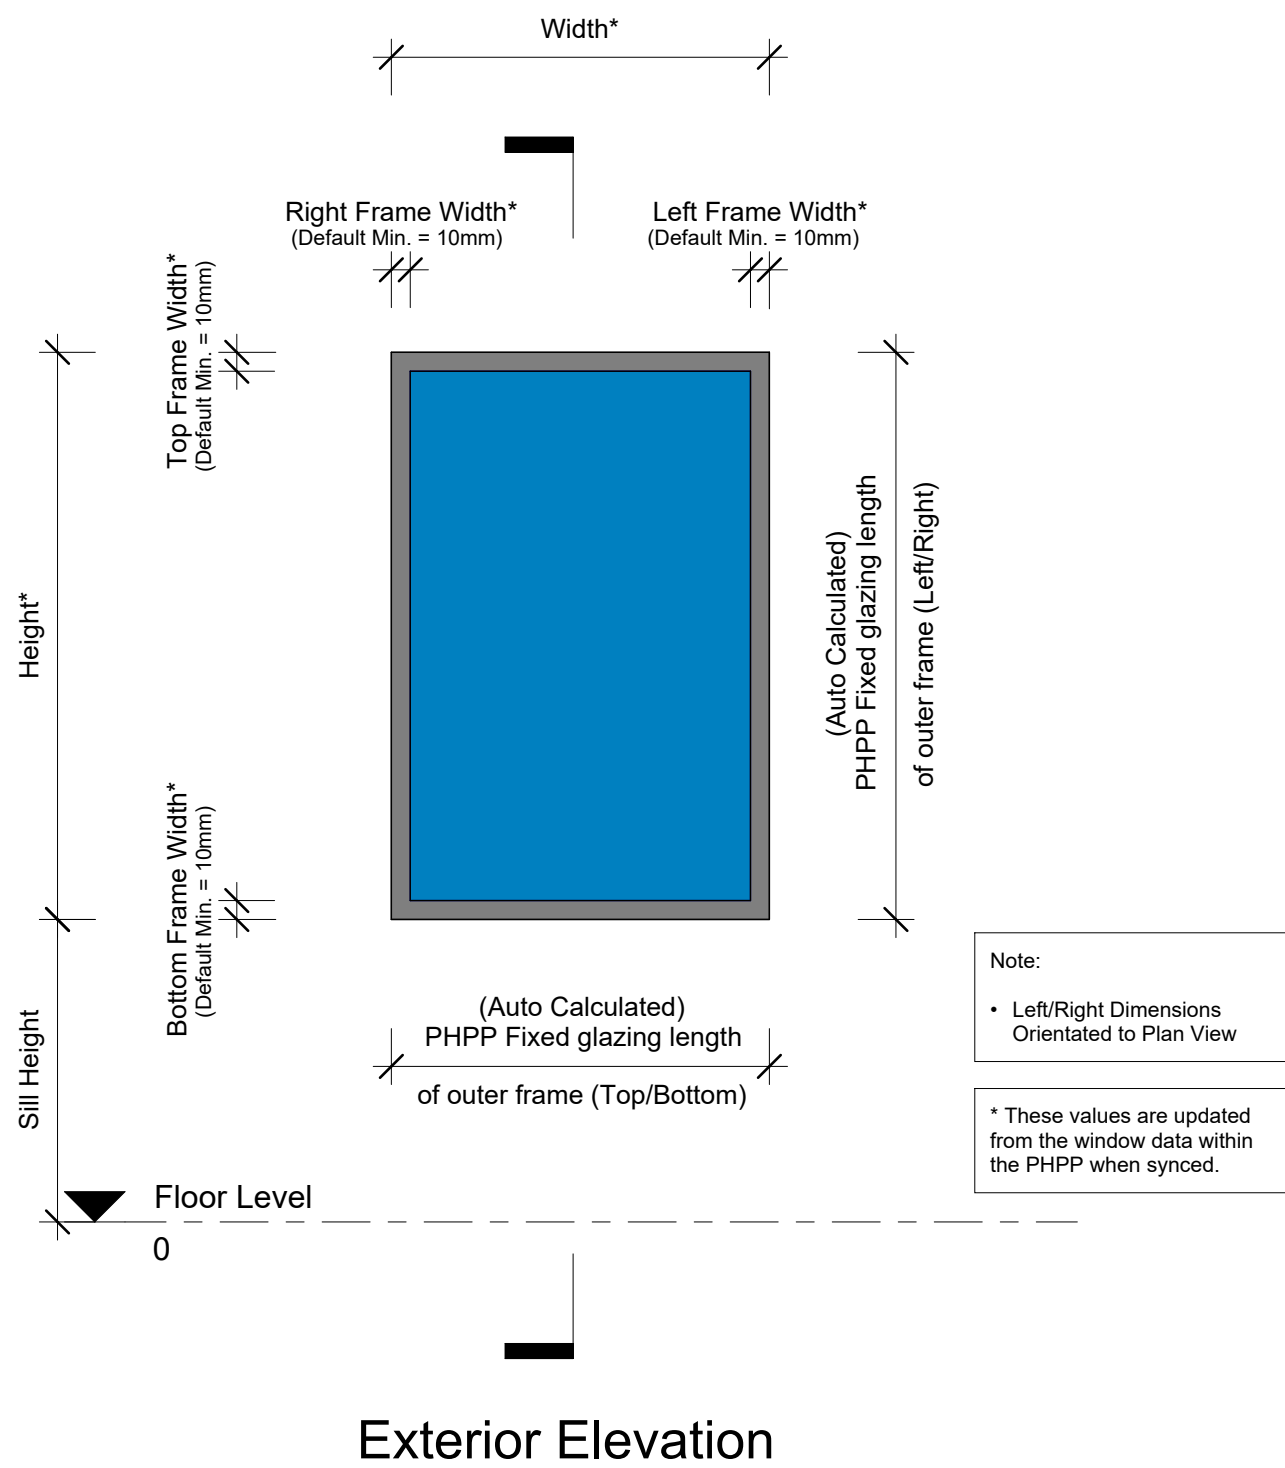 Width*
Right Frame Width*
(Default Min. = 10mm)
Left Frame Width*
(Default Min. = 10mm)
Top Frame Width*
(Default Min. = 10mm)
Height*
(Auto Calculated)
PHPP Fixed glazing length
of outer frame (Left/Right)
Bottom Frame Width*
(Default Min. = 10mm)
Sill Height
(Auto Calculated)
PHPP Fixed glazing length
of outer frame (Top/Bottom)
Note:
• Left/Right Dimensions
Orientated to Plan View
* These values are updated
from the window data within
the PHPP when synced.
Floor Level
0
Exterior Elevation